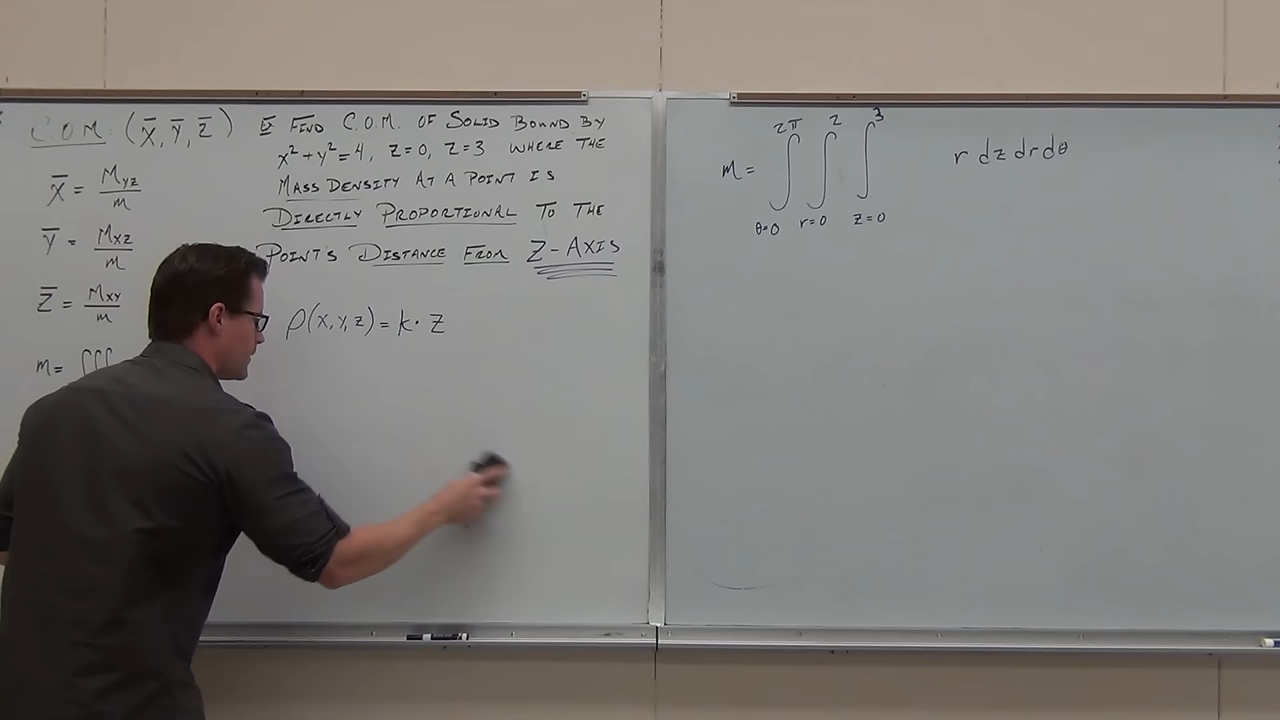 C.O.M. (X̄, Ȳ, Z̄)
X̄ = Myz/m
Ȳ = Mxz/m
Z̄ = Mxy/m
m = ∫∫∫
Ex Find C.O.M. of Solid Bound By
x² + y² = 4, z=0, z=3 where the
Mass Density At a Point is
Directly Proportional To The
Point's Distance From Z-Axis
ρ(x,y,z) = k · z
m = ∫∫∫ r dz dr dθ
2π 2 3
θ=0 r=0 z=0